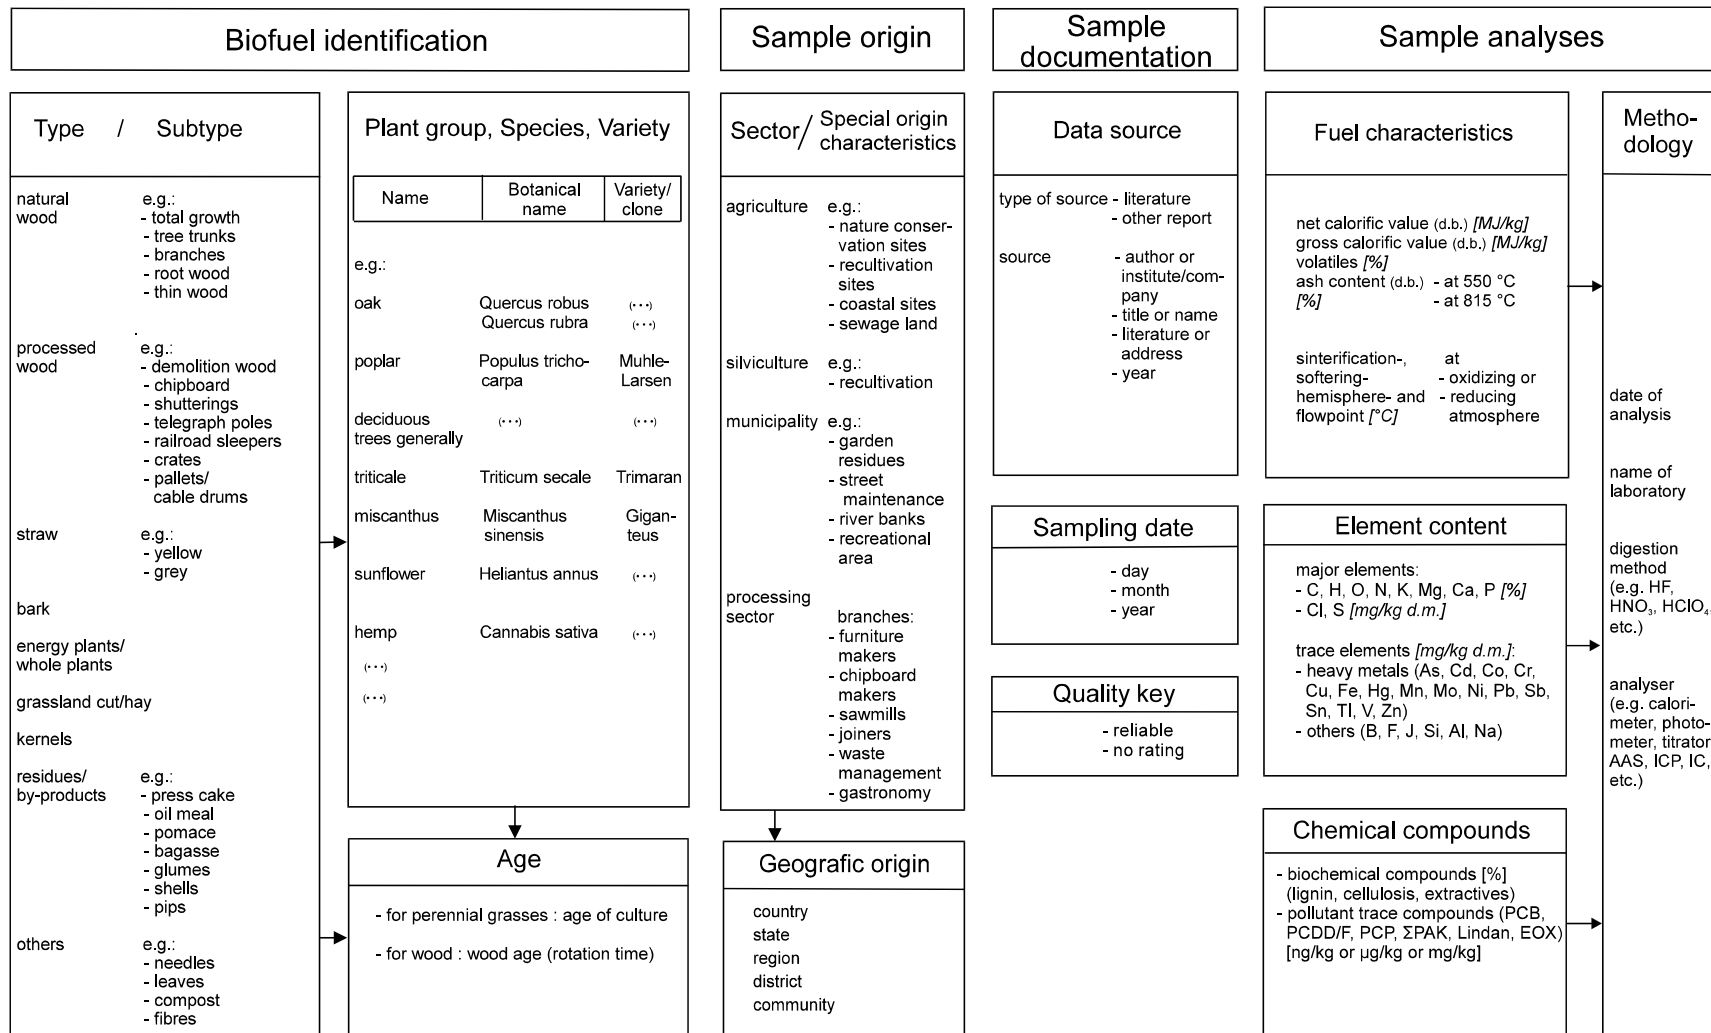 Biofuel identification
Type / Subtype
natural wood
e.g.:
- total growth
- tree trunks
- branches
- root wood
- thin wood
processed wood
e.g.:
- demolition wood
- chipboard
- shutterings
- telegraph poles
- railroad sleepers
- crates
- pallets/
cable drums
straw
e.g.:
- yellow
- grey
bark
energy plants/
whole plants
grassland cut/hay
kernels
residues/
by-products
e.g.:
- press cake
- oil meal
- pomace
- bagasse
- glumes
- shells
- pips
others
e.g.:
- needles
- leaves
- compost
- fibres
Plant group, Species, Variety
Name
Botanical
name
Variety/
clone
e.g.:
oak Quercus robus (···)
Quercus rubra (···)
poplar Populus tricho- Muhle-
carpa Larsen
deciduous (···) (···)
trees generally
triticale Triticum secale Trimaran
miscanthus Miscanthus Gigan-
sinensis teus
sunflower Heliantus annus (···)
hemp Cannabis sativa (···)
(···)
(···)
Age
- for perennial grasses : age of culture
- for wood : wood age (rotation time)
Sample origin
Sector/ Special origin
characteristics
agriculture e.g.:
- nature conser-
vation sites
- recultivation
sites
- coastal sites
- sewage land
silviculture e.g.:
- recultivation
municipality e.g.:
- garden
residues
- street
maintenance
- river banks
- recreational
area
processing
sector
branches:
- furniture
makers
- chipboard
makers
- sawmills
- joiners
- waste
management
- gastronomy
Geografic origin
country
state
region
district
community
Sample
documentation
Data source
type of source - literature
- other report
source - author or
institute/com-
pany
- title or name
- literature or
address
- year
Sampling date
- day
- month
- year
Quality key
- reliable
- no rating
Sample analyses
Fuel characteristics
net calorific value (d.b.) [MJ/kg]
gross calorific value (d.b.) [MJ/kg]
volatiles [%]
ash content (d.b.) - at 550 °C
[%] - at 815 °C
sinterification-, at
softering- - oxidizing or
hemisphere- and - reducing
flowpoint [°C] atmosphere
Element content
major elements:
- C, H, O, N, K, Mg, Ca, P [%]
- Cl, S [mg/kg d.m.]
trace elements [mg/kg d.m.]:
- heavy metals (As, Cd, Co, Cr,
Cu, Fe, Hg, Mn, Mo, Ni, Pb, Sb,
Sn, Tl, V, Zn)
- others (B, F, J, Si, Al, Na)
Chemical compounds
- biochemical compounds [%]
(lignin, cellulosis, extractives)
- pollutant trace compounds (PCB,
PCDD/F, PCP, ΣPAK, Lindan, EOX)
[ng/kg or µg/kg or mg/kg]
Metho-
dology
date of
analysis
name of
laboratory
digestion
method
(e.g. HF,
HNO₃, HClO₄,
etc.)
analyser
(e.g. calori-
meter, photo-
meter, titrator
AAS, ICP, IC,
etc.)